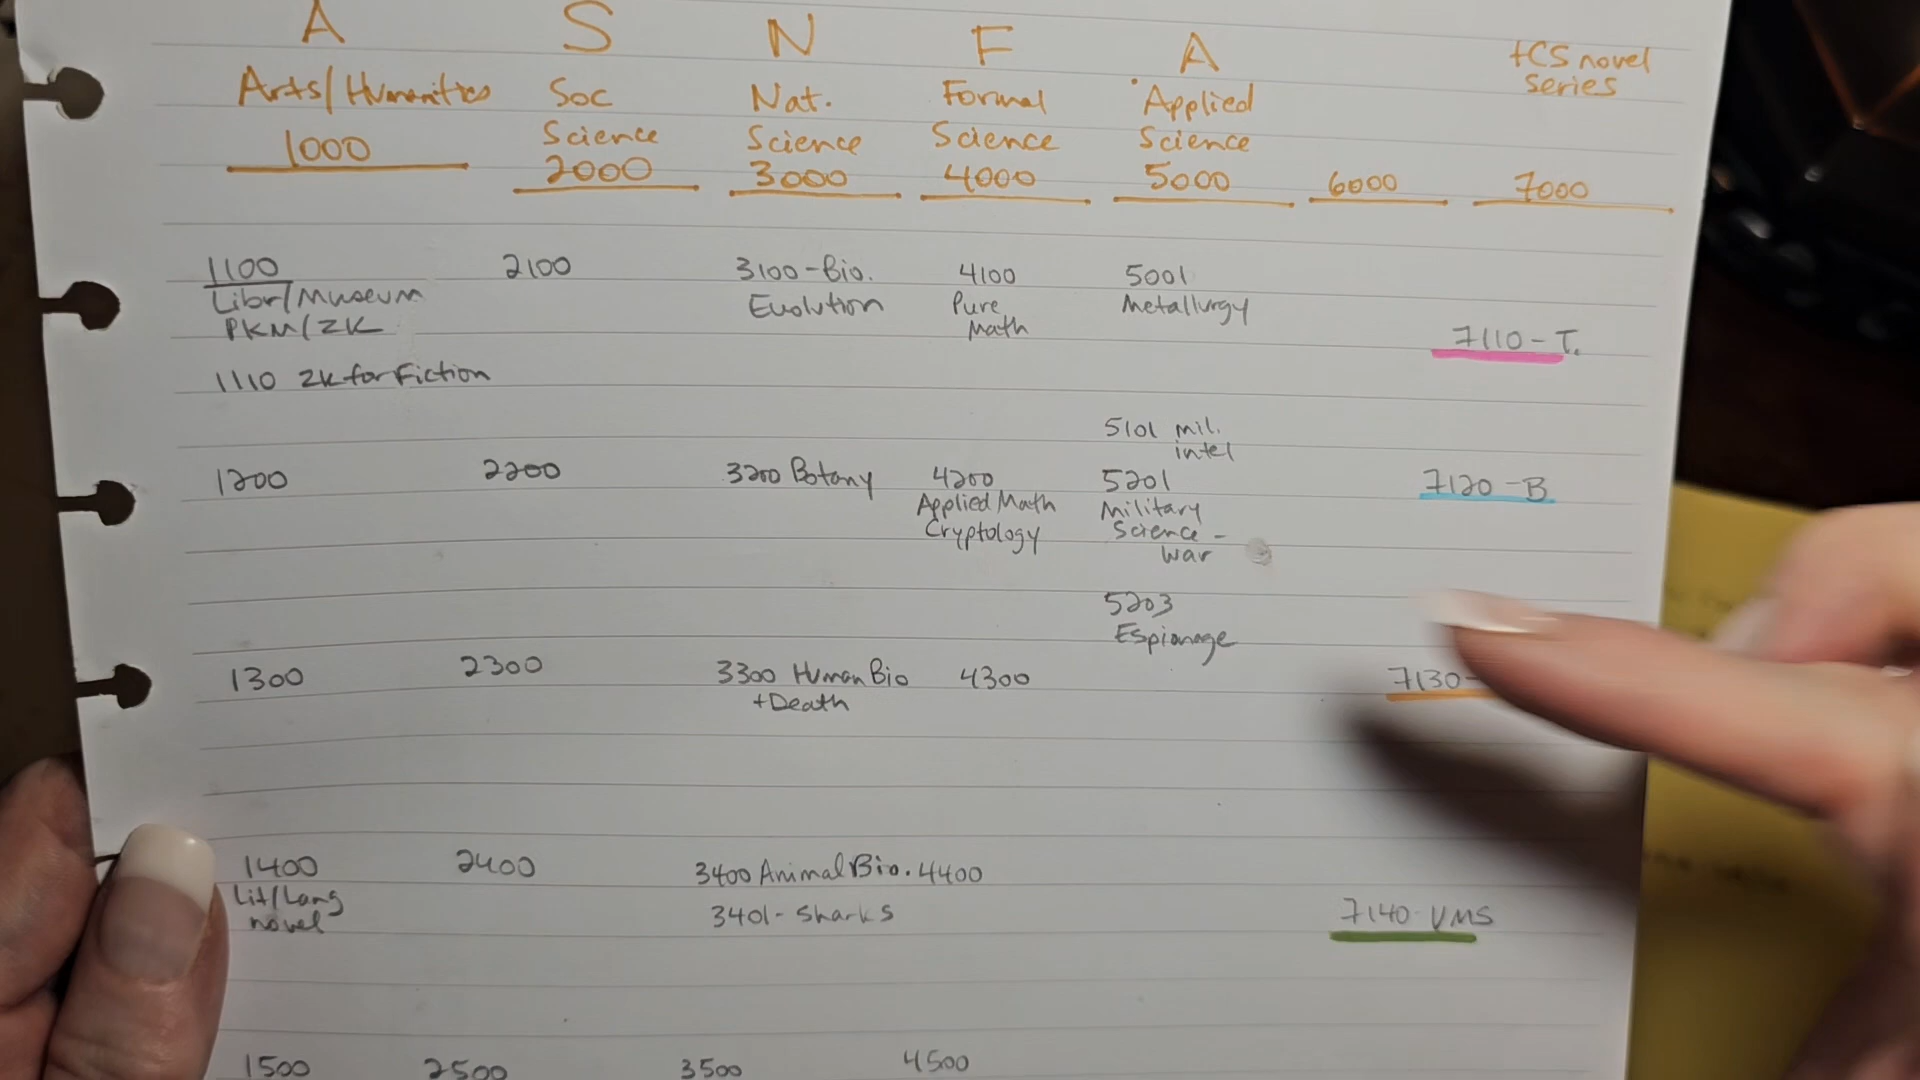 A S N F A
tCS novel
series
Arts/Humanities
1000
Soc
Science
2000
Nat.
Science
3000
Formal
Science
4000
Applied
Science
5000
6000
7000
1100
Libr/Museum
PKM/ZK
1110 ZK for Fiction
2100
3100-Bio.
Evolution
4100
Pure
Math
5001
Metallurgy
7110-T.
5101 mil.
intel
1200
2200
3200 Botany
4200
Applied Math
Cryptology
5201
Military
Science -
war
7120-B
5203
Espionage
1300
2300
3300 Human Bio
+Death
4300
7130-
1400
Lit/Lang
novel
2400
3400 Animal Bio.
3401- Sharks
4400
7140-VMS
1500
2500
3500
4500